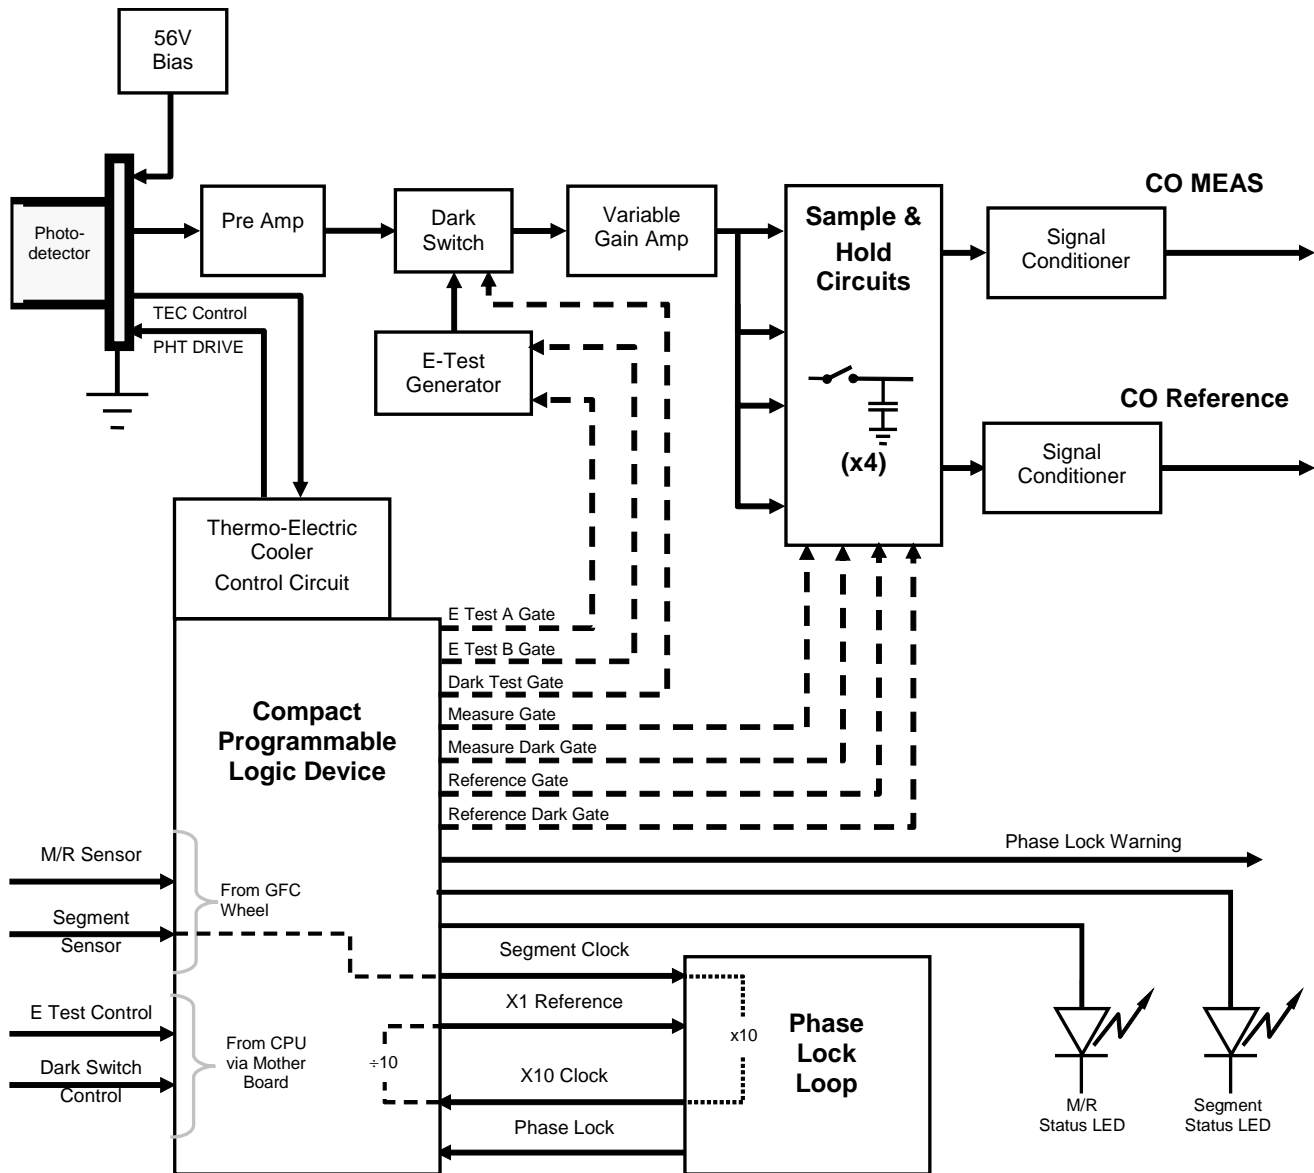 56V
Bias
CO MEAS
Photo-
detector
Pre Amp
Dark
Switch
Variable
Gain Amp
Sample &
Hold
Circuits
Signal
Conditioner
TEC Control
PHT DRIVE
E-Test
Generator
(x4)
CO Reference
Signal
Conditioner
Thermo-Electric
Cooler
Control Circuit
E Test A Gate
E Test B Gate
Dark Test Gate
Measure Gate
Measure Dark Gate
Reference Gate
Reference Dark Gate
Compact
Programmable
Logic Device
Phase Lock Warning
M/R Sensor
Segment
Sensor
From GFC
Wheel
Segment Clock
X1 Reference
X10 Clock
Phase Lock
÷10
x10
Phase
Lock
Loop
E Test Control
Dark Switch
Control
From CPU
via Mother
Board
M/R
Status LED
Segment
Status LED